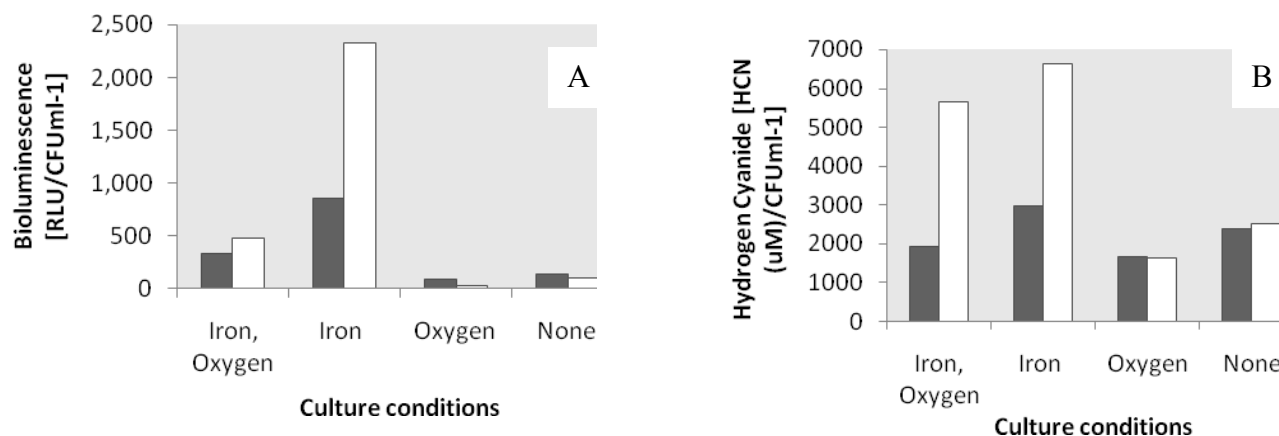 Bioluminescence
[RLU/CFUml-1]
2,500
2,000
1,500
1,000
500
0
A
Iron,
Oxygen
Iron
Oxygen
None
Culture conditions
Hydrogen Cyanide [HCN
(uM)/CFUml-1]
7000
6000
5000
4000
3000
2000
1000
0
B
Iron,
Oxygen
Iron
Oxygen
None
Culture conditions